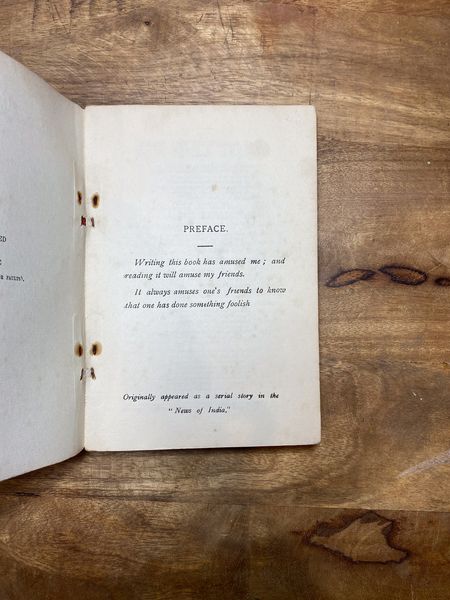 ED
PREFACE.
Writing this book has amused me ; and
reading it will amuse my friends.
It always amuses one's friends to know
that one has done something foolish
Originally appeared as a serial story in the
" News of India,"